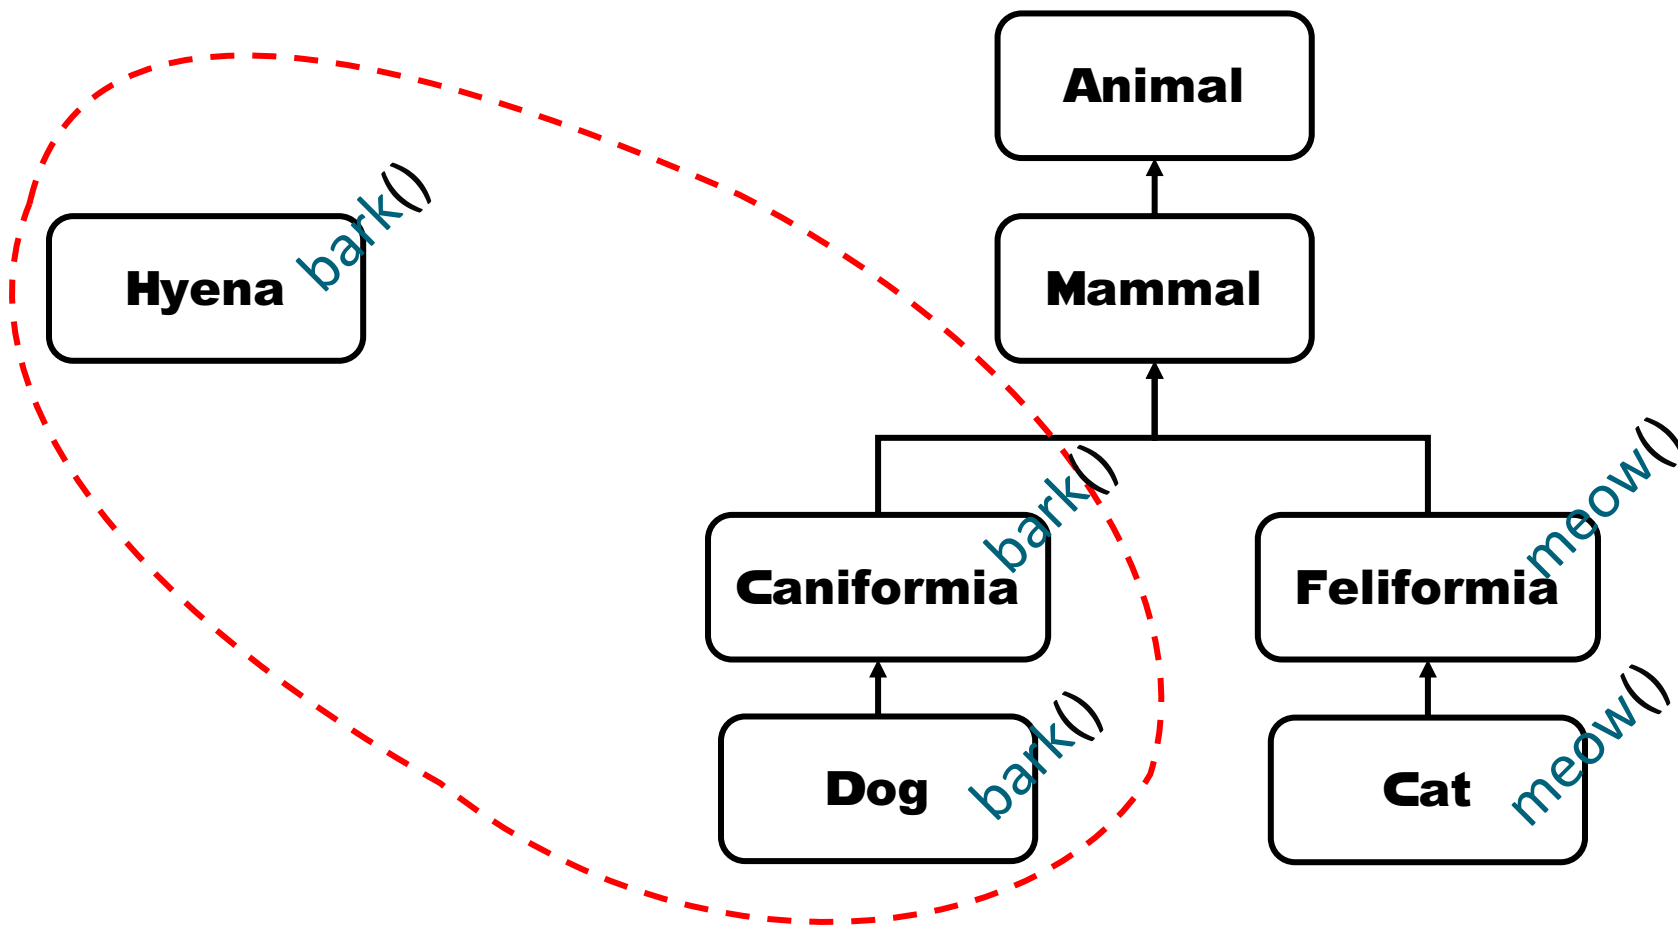 Animal
bark()
Hyena
Mammal
bark()
meow()
Caniformia
Feliformia
bark()
meow()
Dog
Cat